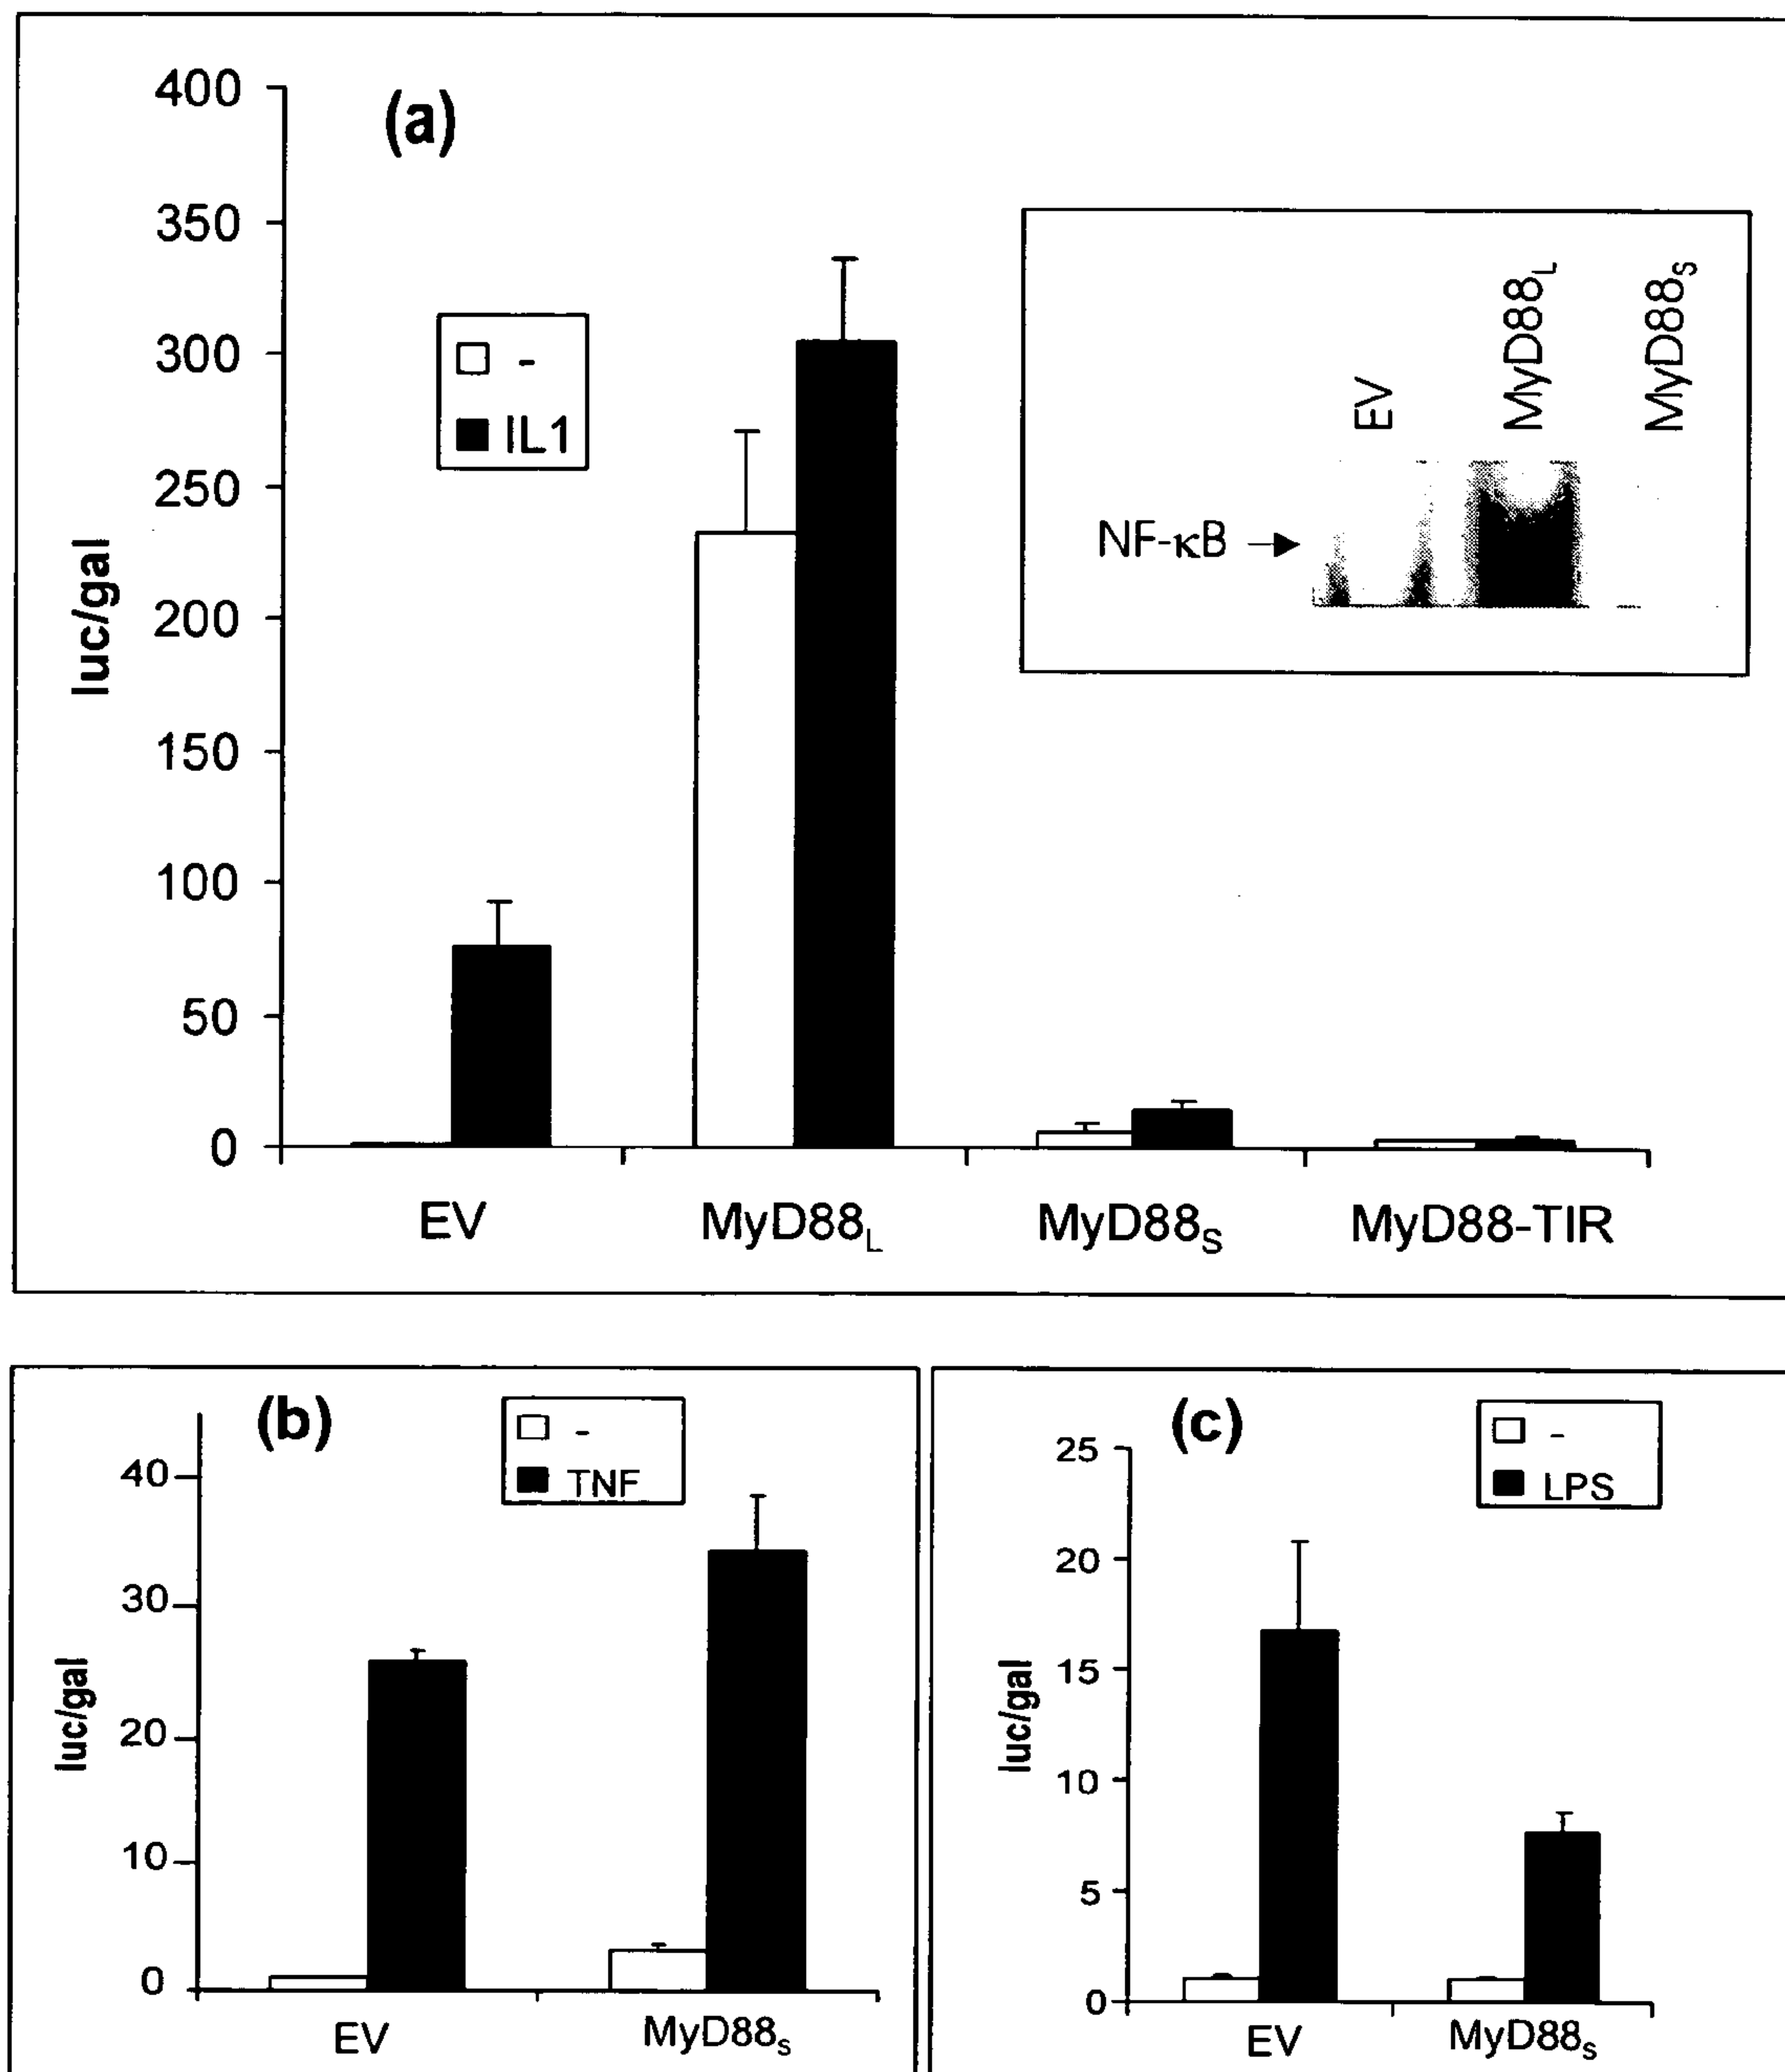 (a)
400
350
300
250
200
150
100
50
0
luc/gal
-
IL1
EV
MyD88L
MyD88S
NF-κB
EV
MyD88L
MyD88S
MyD88-TIR
(b)
-
TNF
40
30
20
10
0
luc/gal
EV
MyD88s
(c)
-
LPS
25
20
15
10
5
0
luc/gal
EV
MyD88s